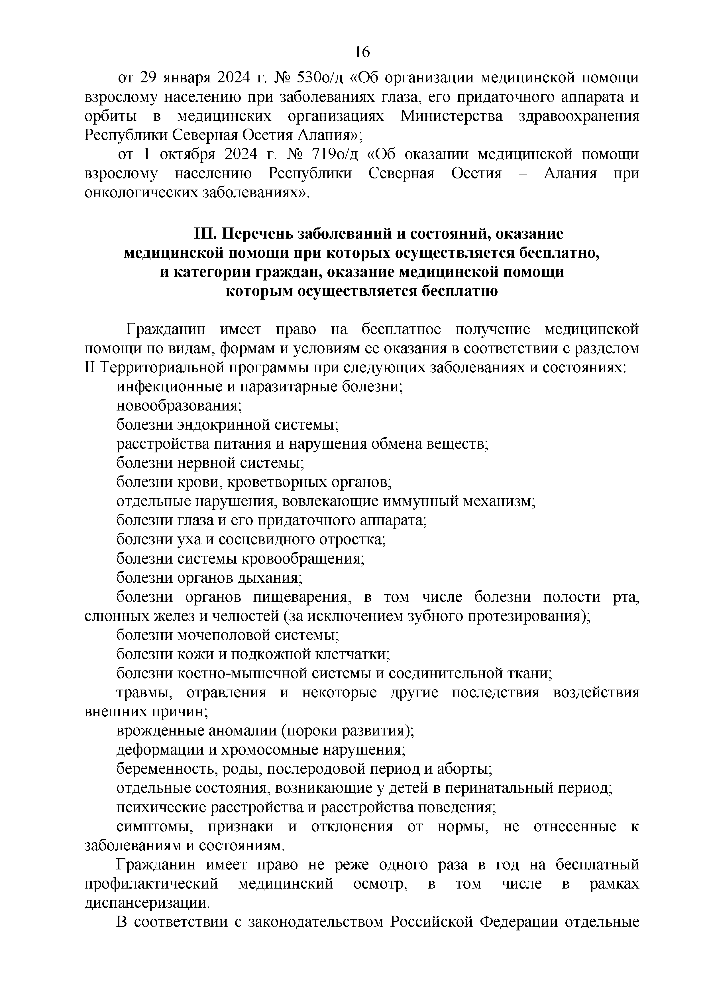 16
от 29 января 2024 г. № 530о/д «Об организации медицинской помощи
взрослому населению при заболеваниях глаза, его придаточного аппарата и
орбиты в медицинских организациях Министерства здравоохранения
Республики Северная Осетия Алания»;
от 1 октября 2024 г. № 719о/д «Об оказании медицинской помощи
взрослому населению Республики Северная Осетия – Алания при
онкологических заболеваниях».
III. Перечень заболеваний и состояний, оказание
медицинской помощи при которых осуществляется бесплатно,
и категории граждан, оказание медицинской помощи
которым осуществляется бесплатно
Гражданин имеет право на бесплатное получение медицинской
помощи по видам, формам и условиям ее оказания в соответствии с разделом
II Территориальной программы при следующих заболеваниях и состояниях:
инфекционные и паразитарные болезни;
новообразования;
болезни эндокринной системы;
расстройства питания и нарушения обмена веществ;
болезни нервной системы;
болезни крови, кроветворных органов;
отдельные нарушения, вовлекающие иммунный механизм;
болезни глаза и его придаточного аппарата;
болезни уха и сосцевидного отростка;
болезни системы кровообращения;
болезни органов дыхания;
болезни органов пищеварения, в том числе болезни полости рта,
слюнных желез и челюстей (за исключением зубного протезирования);
болезни мочеполовой системы;
болезни кожи и подкожной клетчатки;
болезни костно-мышечной системы и соединительной ткани;
травмы, отравления и некоторые другие последствия воздействия
внешних причин;
врожденные аномалии (пороки развития);
деформации и хромосомные нарушения;
беременность, роды, послеродовой период и аборты;
отдельные состояния, возникающие у детей в перинатальный период;
психические расстройства и расстройства поведения;
симптомы, признаки и отклонения от нормы, не отнесенные к
заболеваниям и состояниям.
Гражданин имеет право не реже одного раза в год на бесплатный
профилактический медицинский осмотр, в том числе в рамках
диспансеризации.
В соответствии с законодательством Российской Федерации отдельные